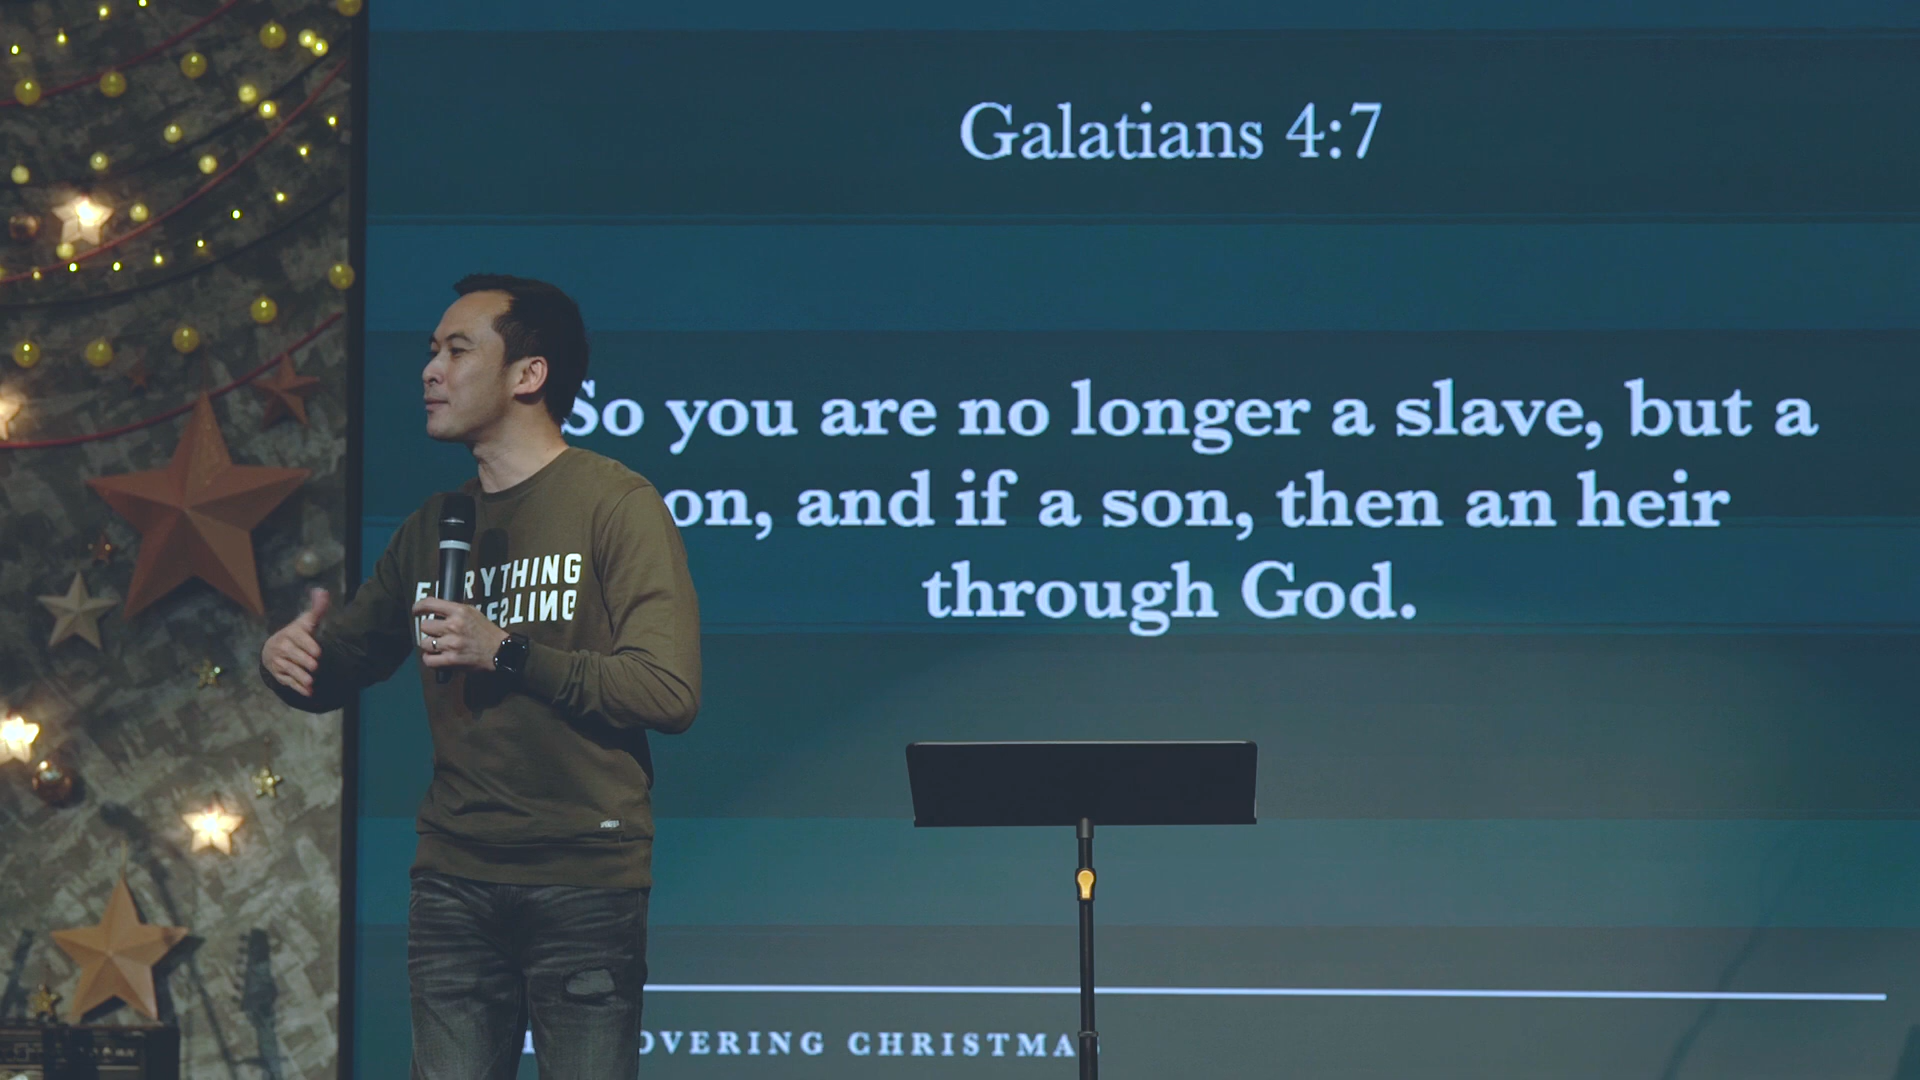 Galatians 4:7
So you are no longer a slave, but a
on, and if a son, then an heir
through God.
EVERYTHING
OVERING CHRISTMA